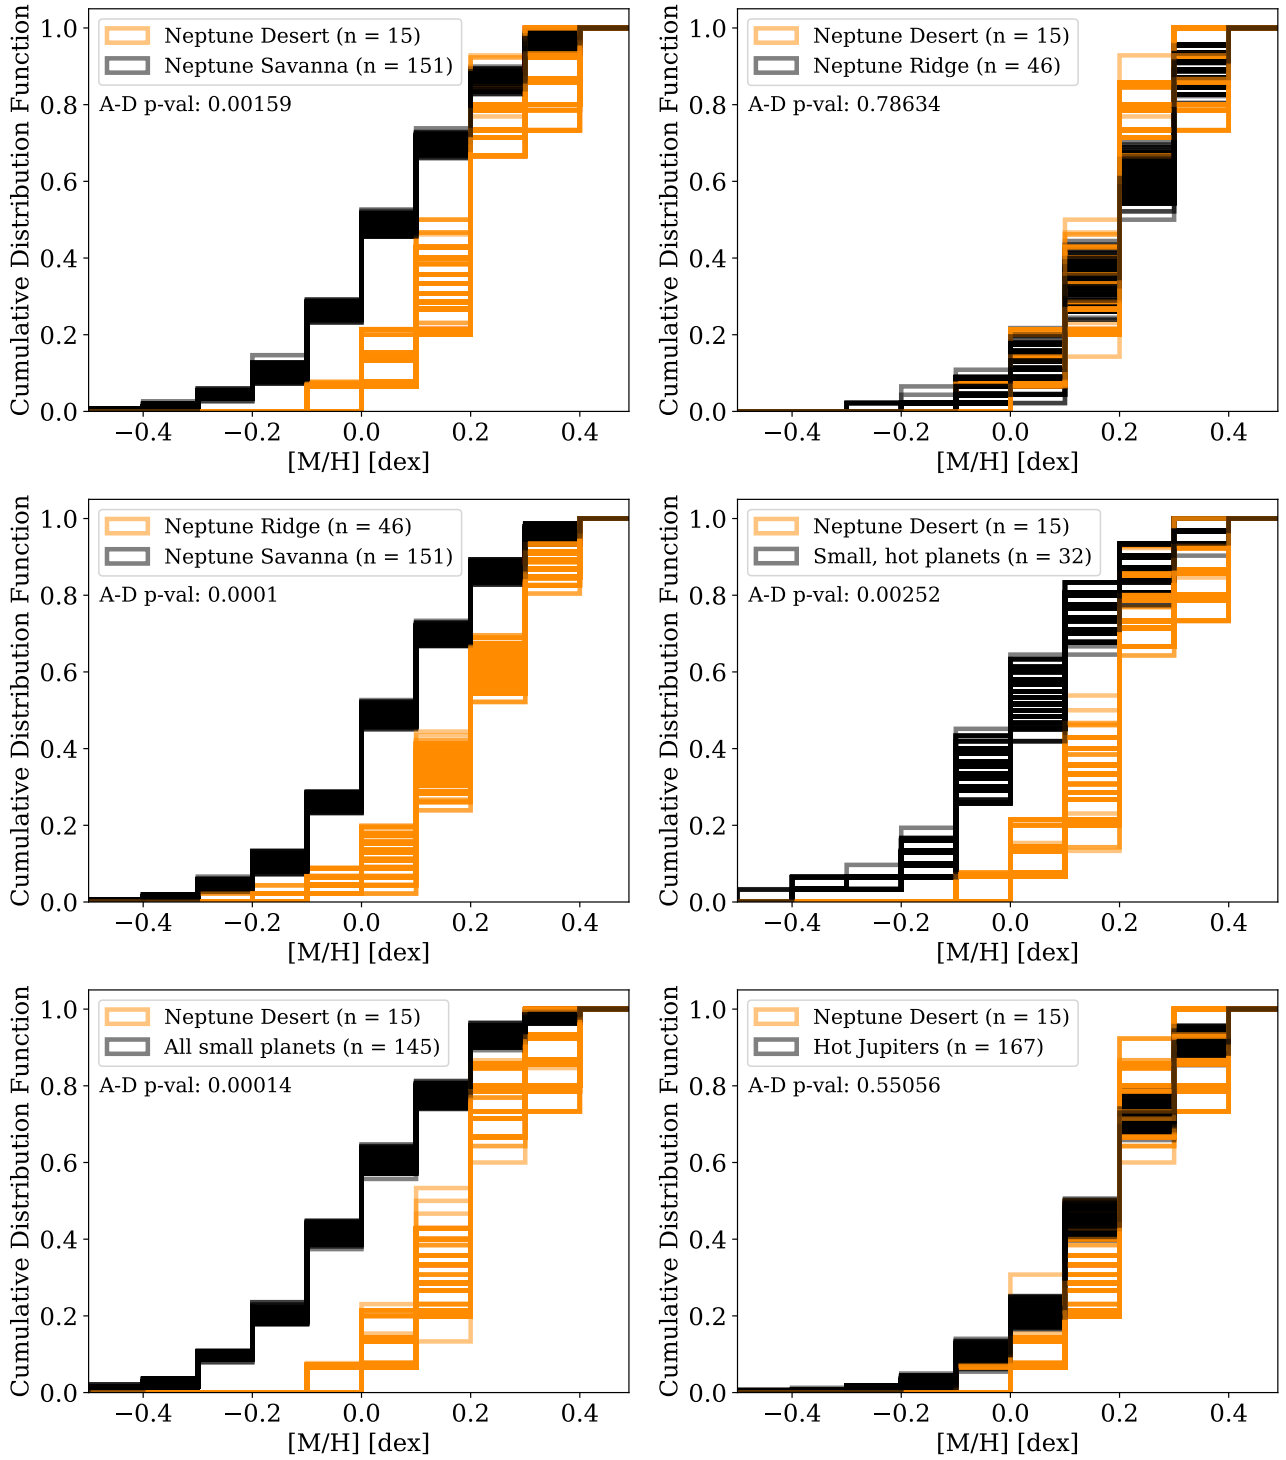 Cumulative Distribution Function
1.0
0.8
0.6
0.4
0.2
0.0
Neptune Desert (n = 15)
Neptune Savanna (n = 151)
A-D p-val: 0.00159
−0.4 −0.2 0.0 0.2 0.4
[M/H] [dex]
Cumulative Distribution Function
1.0
0.8
0.6
0.4
0.2
0.0
Neptune Desert (n = 15)
Neptune Ridge (n = 46)
A-D p-val: 0.78634
−0.4 −0.2 0.0 0.2 0.4
[M/H] [dex]
Cumulative Distribution Function
1.0
0.8
0.6
0.4
0.2
0.0
Neptune Ridge (n = 46)
Neptune Savanna (n = 151)
A-D p-val: 0.0001
−0.4 −0.2 0.0 0.2 0.4
[M/H] [dex]
Cumulative Distribution Function
1.0
0.8
0.6
0.4
0.2
0.0
Neptune Desert (n = 15)
Small, hot planets (n = 32)
A-D p-val: 0.00252
−0.4 −0.2 0.0 0.2 0.4
[M/H] [dex]
Cumulative Distribution Function
1.0
0.8
0.6
0.4
0.2
0.0
Neptune Desert (n = 15)
All small planets (n = 145)
A-D p-val: 0.00014
−0.4 −0.2 0.0 0.2 0.4
[M/H] [dex]
Cumulative Distribution Function
1.0
0.8
0.6
0.4
0.2
0.0
Neptune Desert (n = 15)
Hot Jupiters (n = 167)
A-D p-val: 0.55056
−0.4 −0.2 0.0 0.2 0.4
[M/H] [dex]